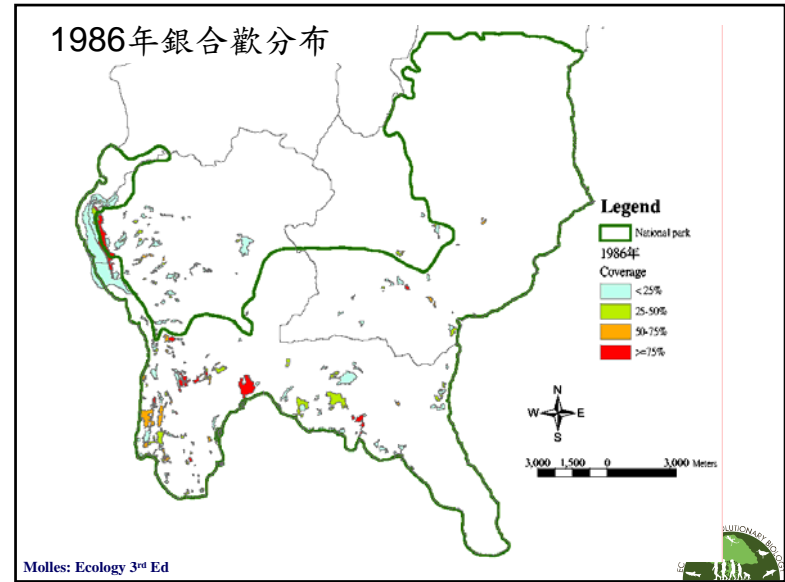 1986年銀合歡分布
Legend
National park
1986年
Coverage
<25%
25-50%
50-75%
>=75%
N
W E
S
3,000 1,500 0 3,000 Meters
Molles: Ecology 3rd Ed